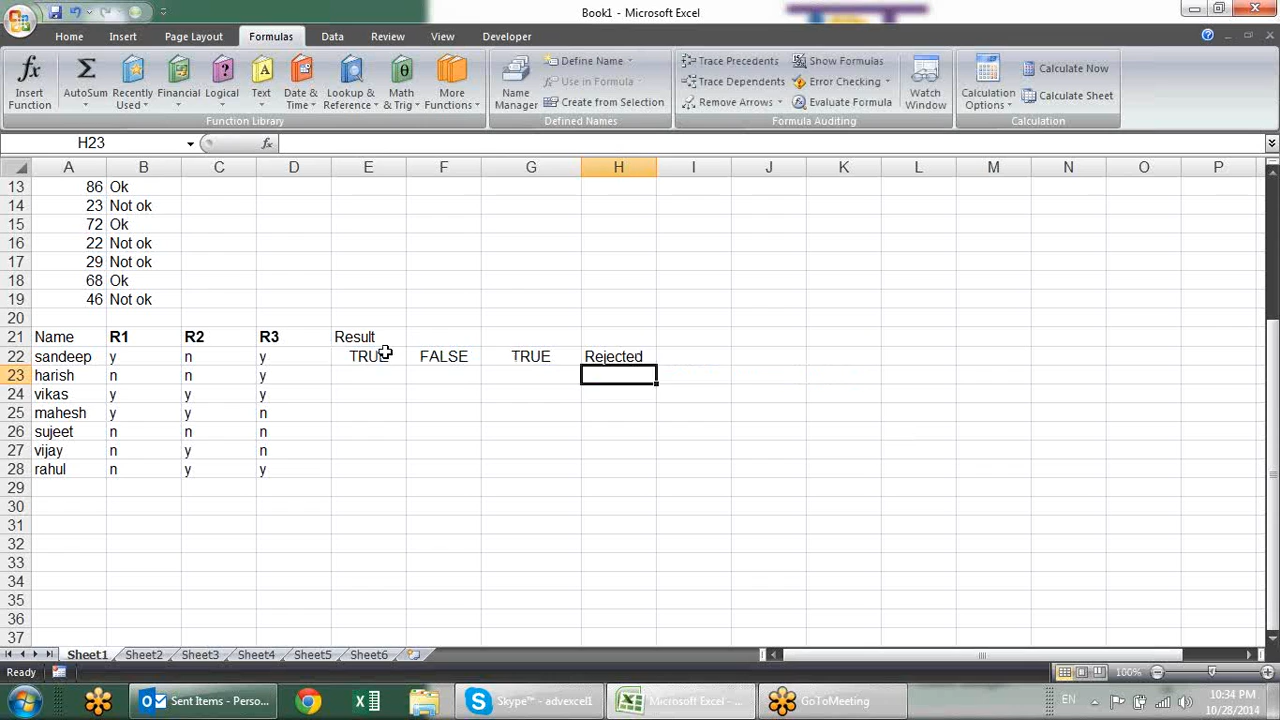 Book1 - Microsoft Excel
Home Insert Page Layout Formulas Data Review View Developer
Insert Function
AutoSum
Recently Used
Financial
Logical
Text
Date & Time
Lookup & Reference
Math & Trig
More Functions
Function Library
Name Manager
Define Name
Use in Formula
Create from Selection
Defined Names
Trace Precedents
Trace Dependents
Remove Arrows
Show Formulas
Error Checking
Evaluate Formula
Formula Auditing
Watch Window
Calculation Options
Calculate Now
Calculate Sheet
Calculation
H23 fx
A B C D E F G H I J K L M N O P
13 86 Ok
14 23 Not ok
15 72 Ok
16 22 Not ok
17 29 Not ok
18 68 Ok
19 46 Not ok
20
21 Name R1 R2 R3 Result
22 sandeep y n y TRUE FALSE TRUE Rejected
23 harish n n y
24 vikas y y y
25 mahesh y y n
26 sujeet n n n
27 vijay n y n
28 rahul n y y
29
30
31
32
33
34
35
36
37
Sheet1 Sheet2 Sheet3 Sheet4 Sheet5 Sheet6
Ready 100%
Sent Items - Perso...
Skype™ - advexcel1
Microsoft Excel - ...
GoToMeeting
EN
10:34 PM
10/28/2014